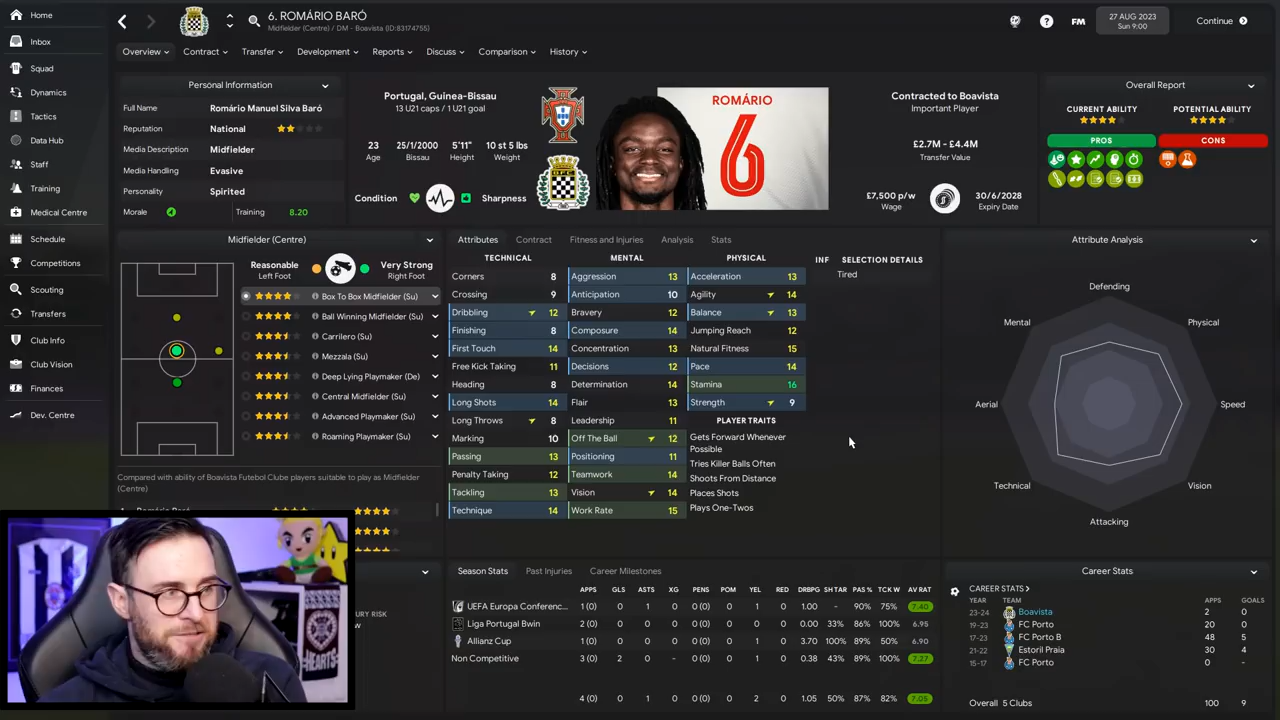 Home
Inbox
Squad
Dynamics
Tactics
Data Hub
Staff
Training
Medical Centre
Schedule
Competitions
Scouting
Transfers
Club Info
Club Vision
Finances
Dev. Centre
6. ROMÁRIO BARÓ
Midfielder (Centre) / DM - Boavista (ID:83174755)
FM
27 AUG 2023
Sun 9:00
Continue
Overview Contract Transfer Development Reports Discuss Comparison History
Personal Information
Full Name Romário Manuel Silva Baró
Reputation National
Media Description Midfielder
Media Handling Evasive
Personality Spirited
Morale Training 8.20
Portugal, Guinea-Bissau
13 U21 caps / 1 U21 goal
23 25/1/2000 5'11" 10 st 5 lbs
Age Bissau Height Weight
Condition Sharpness
ROMÁRIO
6
Contracted to Boavista
Important Player
£2.7M - £4.4M
Transfer Value
£7,500 p/w 30/6/2028
Wage Expiry Date
Overall Report
CURRENT ABILITY POTENTIAL ABILITY
PROS CONS
Midfielder (Centre)
Reasonable Very Strong
Left Foot Right Foot
Box To Box Midfielder (Su)
Ball Winning Midfielder (Su)
Carrilero (Su)
Mezzala (Su)
Deep Lying Playmaker (De)
Central Midfielder (Su)
Advanced Playmaker (Su)
Roaming Playmaker (Su)
Compared with ability of Boavista Futebol Clube players suitable to play as Midfielder
(Centre)
Attributes Contract Fitness and Injuries Analysis Stats
TECHNICAL MENTAL PHYSICAL INF SELECTION DETAILS
Corners 8 Aggression 13 Acceleration 13 Tired
Crossing 9 Anticipation 10 Agility 14
Dribbling 12 Bravery 12 Balance 13
Finishing 8 Composure 14 Jumping Reach 12
First Touch 14 Concentration 13 Natural Fitness 15
Free Kick Taking 11 Decisions 12 Pace 14
Heading 8 Determination 14 Stamina 16
Long Shots 14 Flair 13 Strength 9
Long Throws 8 Leadership 11 PLAYER TRAITS
Marking 10 Off The Ball 12 Gets Forward Whenever
Possible
Passing 13 Positioning 11 Tries Killer Balls Often
Penalty Taking 12 Teamwork 14 Shoots From Distance
Tackling 13 Vision 14 Places Shots
Technique 14 Work Rate 15 Plays One-Twos
Attribute Analysis
Defending
Mental Physical
Aerial Speed
Technical Vision
Attacking
Season Stats Past Injuries Career Milestones
APPS GLS ASTS XG PENS POM YEL RED DRBPG SH TAR PAS % TCK W AV RAT
UEFA Europa Conferenc... 1 (0) 0 1 0 0 (0) 0 1 0 1.00 - 90% 75% 7.40
Liga Portugal Bwin 2 (0) 0 0 0 0 (0) 0 0 0 0.00 33% 86% 100% 6.95
Allianz Cup 1 (0) 0 0 0 0 (0) 0 1 0 3.70 100% 89% 50% 6.90
Non Competitive 3 (0) 2 0 - 0 (0) 0 1 0 0.38 43% 89% 100% 7.27
4 (0) 0 1 0 0 (0) 0 2 0 1.05 50% 87% 82% 7.05
Career Stats
CAREER STATS
YEAR TEAM APPS GOALS
23-24 Boavista 2 0
19-23 FC Porto 20 0
17-23 FC Porto B 48 5
21-22 Estoril Praia 30 4
15-17 FC Porto 0 -
Overall 5 Clubs 100 9
HEARTS